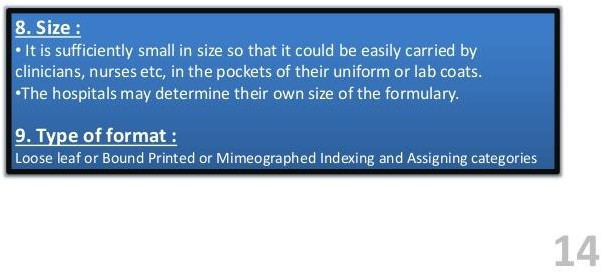 8. Size :
• It is sufficiently small in size so that it could be easily carried by
clinicians, nurses etc, in the pockets of their uniform or lab coats.
•The hospitals may determine their own size of the formulary.
9. Type of format :
Loose leaf or Bound Printed or Mimeographed Indexing and Assigning categories
14